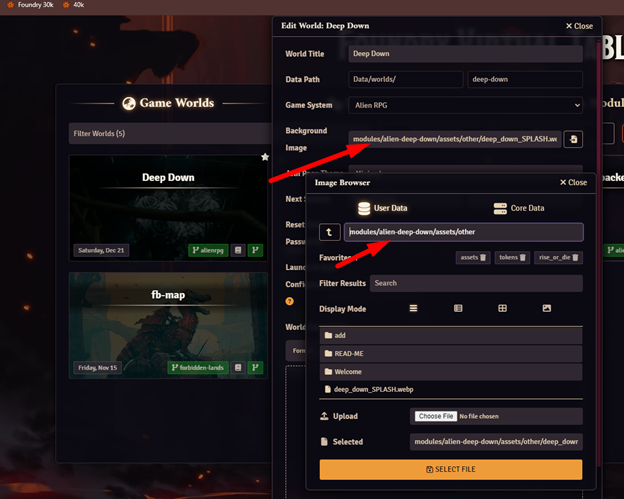 Foundry 30k 40k
Edit World: Deep Down
Close
World Title
Deep Down
Data Path
Data/worlds/
deep-down
Game System
Alien RPG
Background
Image
modules/alien-deep-down/assets/other/deep_down_SPLASH.we
Game Worlds
Filter Worlds (5)
Deep Down
Saturday, Dec 21
alienrpg
fb-map
Friday, Nov 15
forbidden-lands
Next S
Reset
Passw
Launc
Config
World
Form
Image Browser
Close
User Data
Core Data
modules/alien-deep-down/assets/other
Favorites
assets
tokens
rise_or_die
Filter Results
Search
Display Mode
add
READ-ME
Welcome
deep_down_SPLASH.webp
Upload
Choose File No file chosen
Selected
modules/alien-deep-down/assets/other/deep_dowr
SELECT FILE